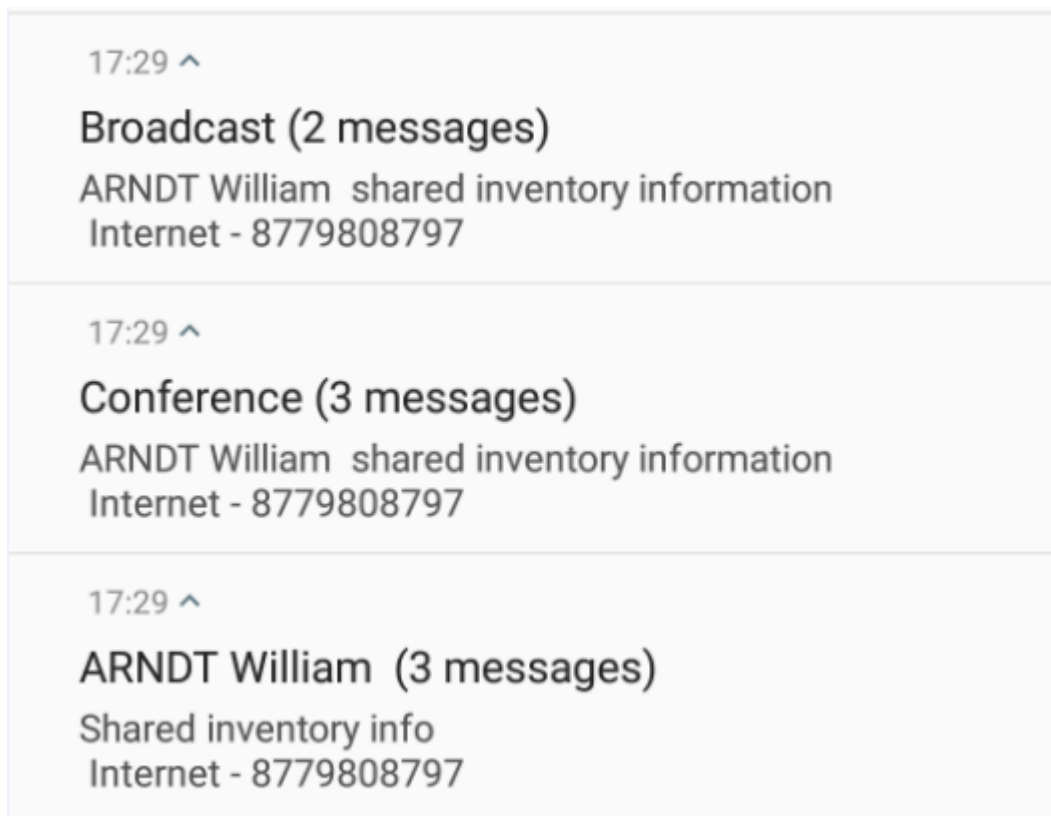 17:29
Broadcast (2 messages)
ARNDT William  shared inventory information
Internet - 8779808797
17:29
Conference (3 messages)
ARNDT William  shared inventory information
Internet - 8779808797
17:29
ARNDT William  (3 messages)
Shared inventory info
Internet - 8779808797